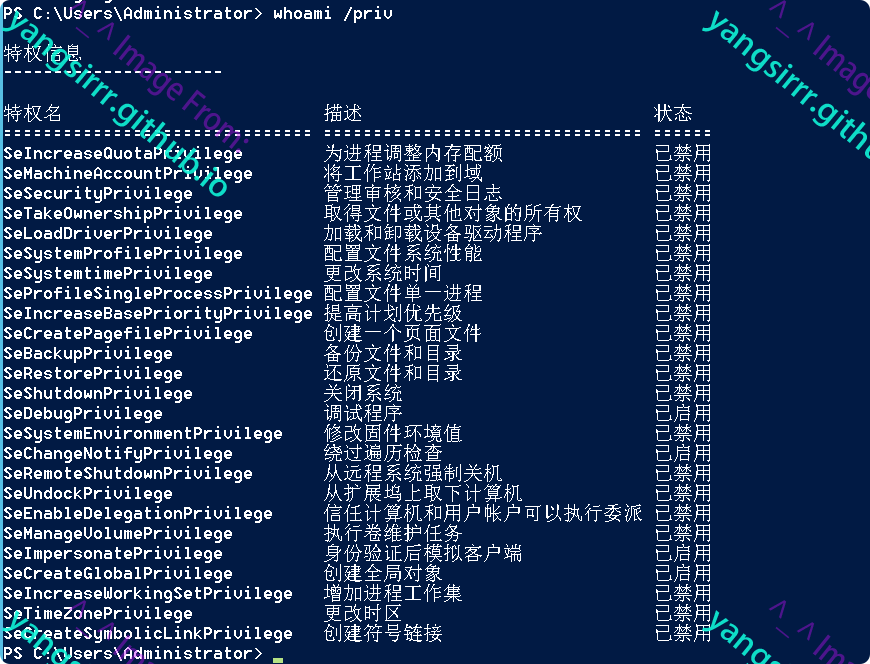 PS C:\Users\Administrator> whoami /priv
特权信息
----------------------
特权名 描述 状态
=============================== ================================ ======
SeIncreaseQuotaPrivilege 为进程调整内存配额 已禁用
SeMachineAccountPrivilege 将工作站添加到域 已禁用
SeSecurityPrivilege 管理审核和安全日志 已禁用
SeTakeOwnershipPrivilege 取得文件或其他对象的所有权 已禁用
SeLoadDriverPrivilege 加载和卸载设备驱动程序 已禁用
SeSystemProfilePrivilege 配置文件系统性能 已禁用
SeSystemtimePrivilege 更改系统时间 已禁用
SeProfileSingleProcessPrivilege 配置文件单一进程 已禁用
SeIncreaseBasePriorityPrivilege 提高计划优先级 已禁用
SeCreatePagefilePrivilege 创建一个页面文件 已禁用
SeBackupPrivilege 备份文件和目录 已禁用
SeRestorePrivilege 还原文件和目录 已禁用
SeShutdownPrivilege 关闭系统 已禁用
SeDebugPrivilege 调试程序 已启用
SeSystemEnvironmentPrivilege 修改固件环境值 已禁用
SeChangeNotifyPrivilege 绕过遍历检查 已启用
SeRemoteShutdownPrivilege 从远程系统强制关机 已禁用
SeUndockPrivilege 从扩展坞上取下计算机 已禁用
SeEnableDelegationPrivilege 信任计算机和用户帐户可以执行委派 已禁用
SeManageVolumePrivilege 执行卷维护任务 已禁用
SeImpersonatePrivilege 身份验证后模拟客户端 已启用
SeCreateGlobalPrivilege 创建全局对象 已启用
SeIncreaseWorkingSetPrivilege 增加进程工作集 已禁用
SeTimeZonePrivilege 更改时区 已禁用
SeCreateSymbolicLinkPrivilege 创建符号链接 已禁用
PS C:\Users\Administrator>
^_^ Image From:
yangsirrr.github.io
^_^ Image
yangsirrr.github
^_^ Im
yangs
^_^ Im
yangs